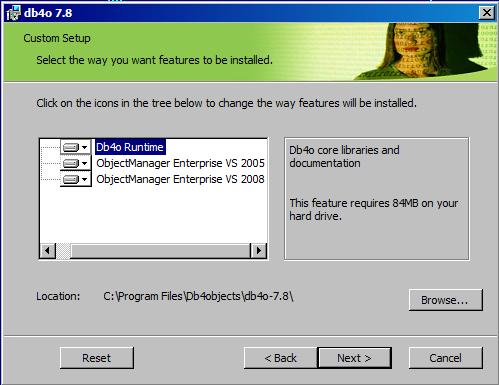 db4o 7.8
Custom Setup
Select the way you want features to be installed.
Click on the icons in the tree below to change the way features will be installed.
Db4o Runtime
ObjectManager Enterprise VS 2005
ObjectManager Enterprise VS 2008
Db4o core libraries and
documentation
This feature requires 84MB on your
hard drive.
Location: C:\Program Files\Db4objects\db4o-7.8\
Browse...
Reset < Back Next > Cancel